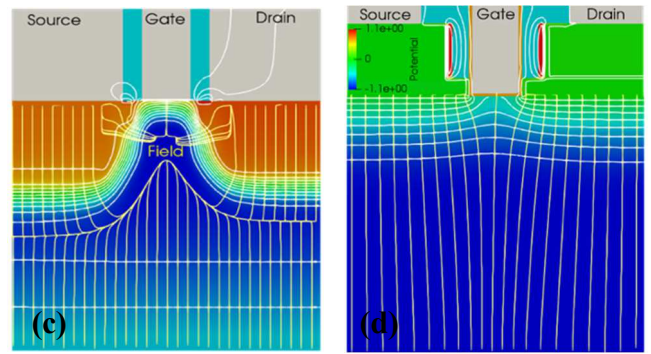 Source Gate Drain
Field
(c)
Source Gate Drain
1.1e+00
0
-1.1e+00
Potential
(d)